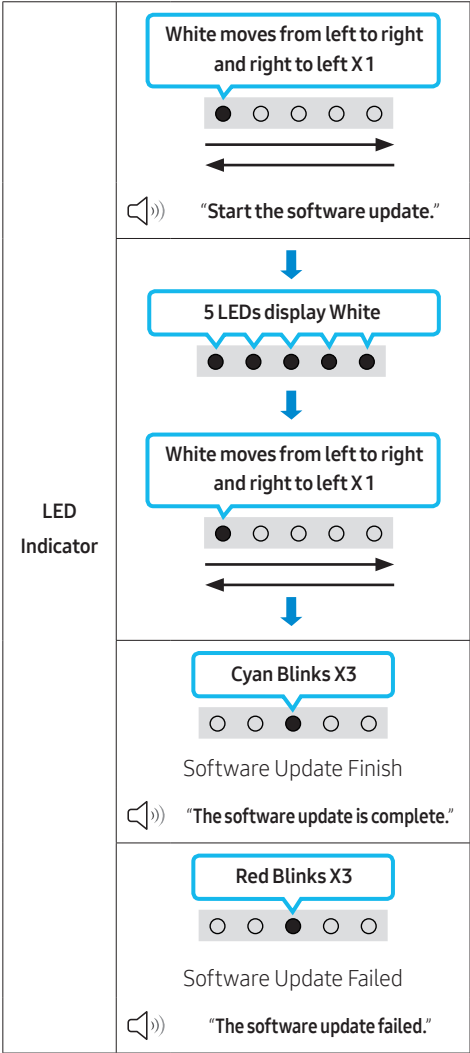 White moves from left to right
and right to left X 1
“Start the software update.”
5 LEDs display White
White moves from left to right
and right to left X 1
LED
Indicator
Cyan Blinks X3
Software Update Finish
“The software update is complete.”
Red Blinks X3
Software Update Failed
“The software update failed.”